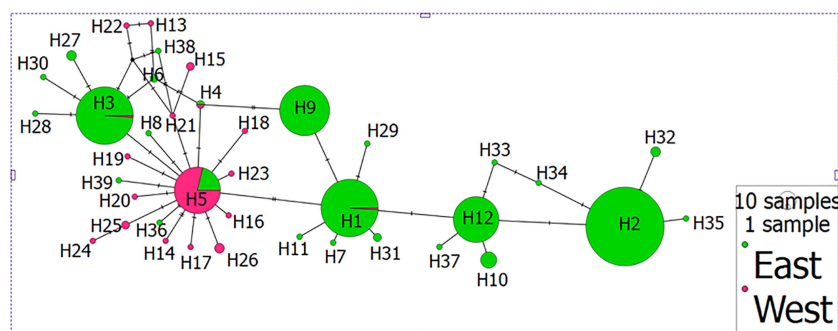 H22 H13
H27 H38
H30 H6 H15
H4
H3 H9
H28 H8 H21 H18 H29
H19 H33 H32
H39 H23 H34
H20 H5
H25 H16 H1 H12 H2 H35
H36
H24 H14 H17 H26 H11 H7 H31 H37 H10
10 samples
1 sample
East
West